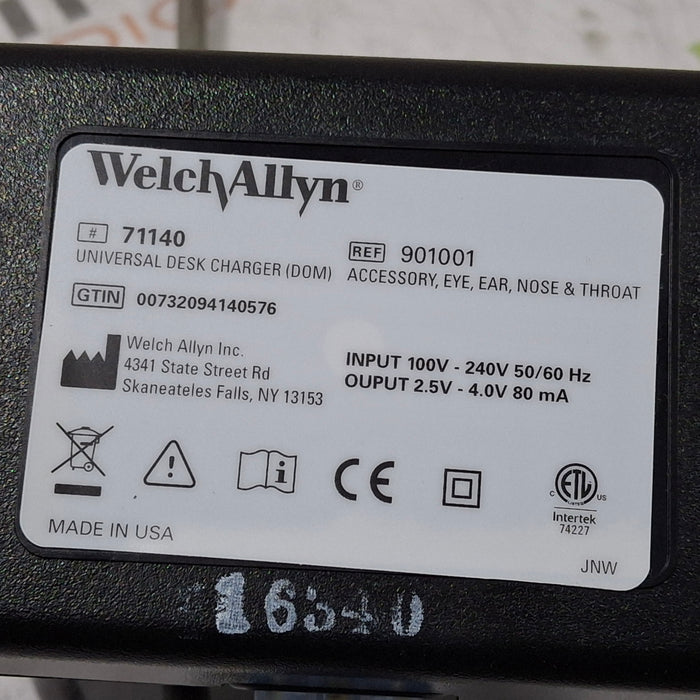 WelchAllyn®
# 71140
UNIVERSAL DESK CHARGER (DOM)
REF 901001
ACCESSORY, EYE, EAR, NOSE & THROAT
GTIN 00732094140576
Welch Allyn Inc.
4341 State Street Rd
Skaneateles Falls, NY 13153
INPUT 100V - 240V 50/60 Hz
OUPUT 2.5V - 4.0V 80 mA
i
CE
c ETL us
Intertek
74227
MADE IN USA
JNW
16340